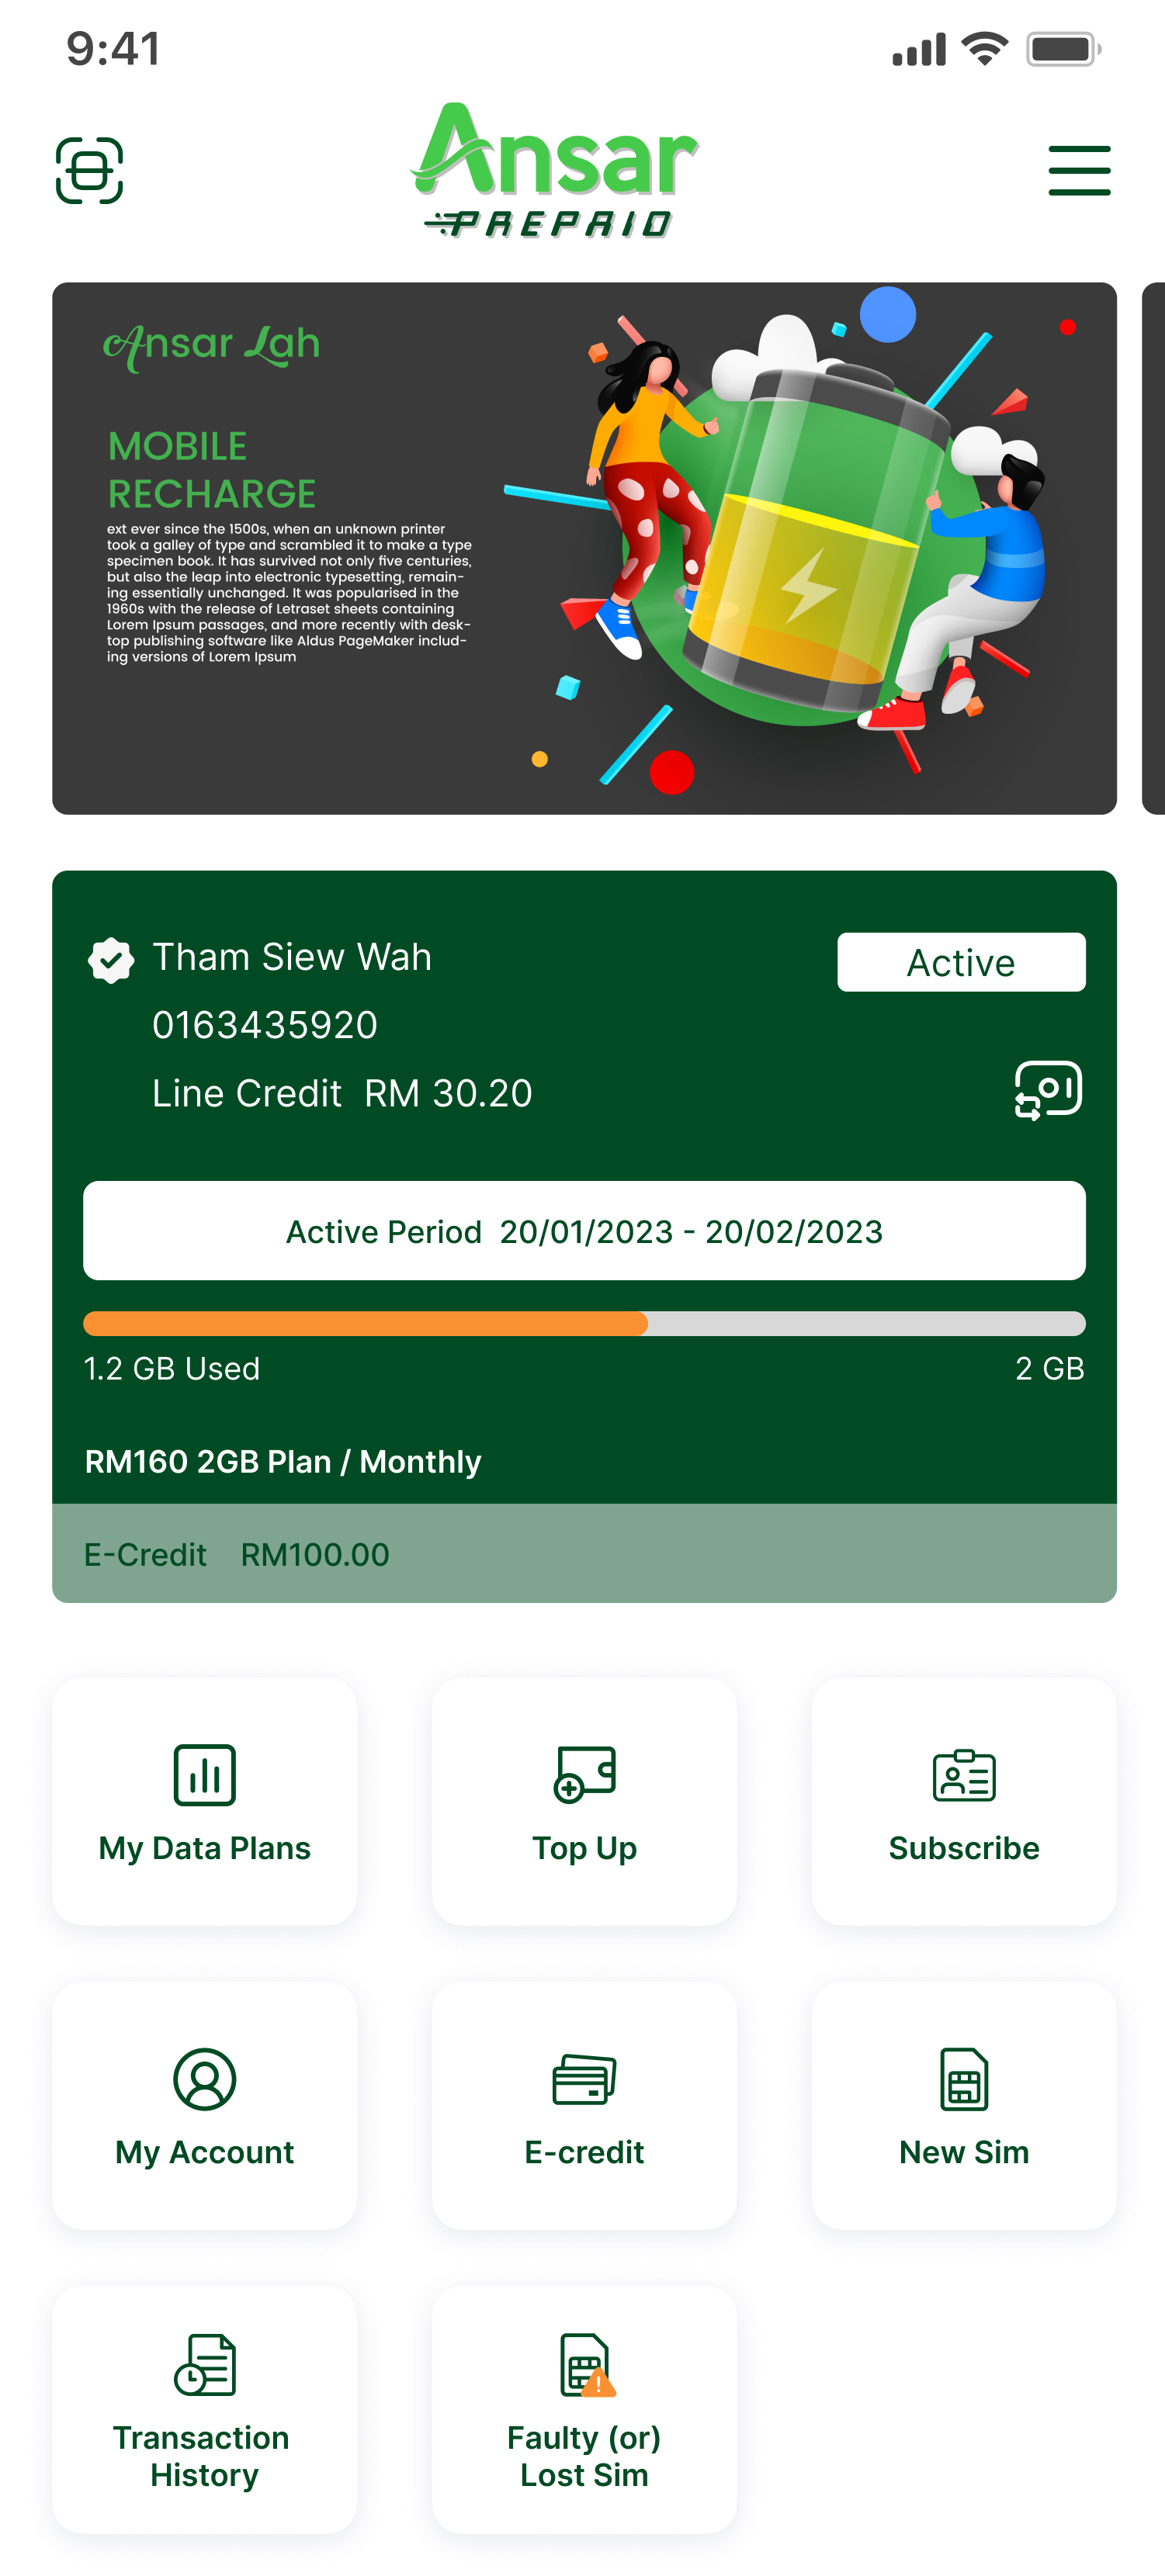 9:41
Ansar
PREPAID
Ansar Lah
MOBILE
RECHARGE
ext ever since the 1500s, when an unknown printer
took a galley of type and scrambled it to make a type
specimen book. It has survived not only five centuries,
but also the leap into electronic typesetting, remain-
ing essentially unchanged. It was popularised in the
1960s with the release of Letraset sheets containing
Lorem Ipsum passages, and more recently with desk-
top publishing software like Aldus PageMaker includ-
ing versions of Lorem Ipsum
Tham Siew Wah
Active
0163435920
Line Credit RM 30.20
Active Period 20/01/2023 - 20/02/2023
1.2 GB Used
2 GB
RM160 2GB Plan / Monthly
E-Credit RM100.00
My Data Plans
Top Up
Subscribe
My Account
E-credit
New Sim
Transaction
History
Faulty (or)
Lost Sim